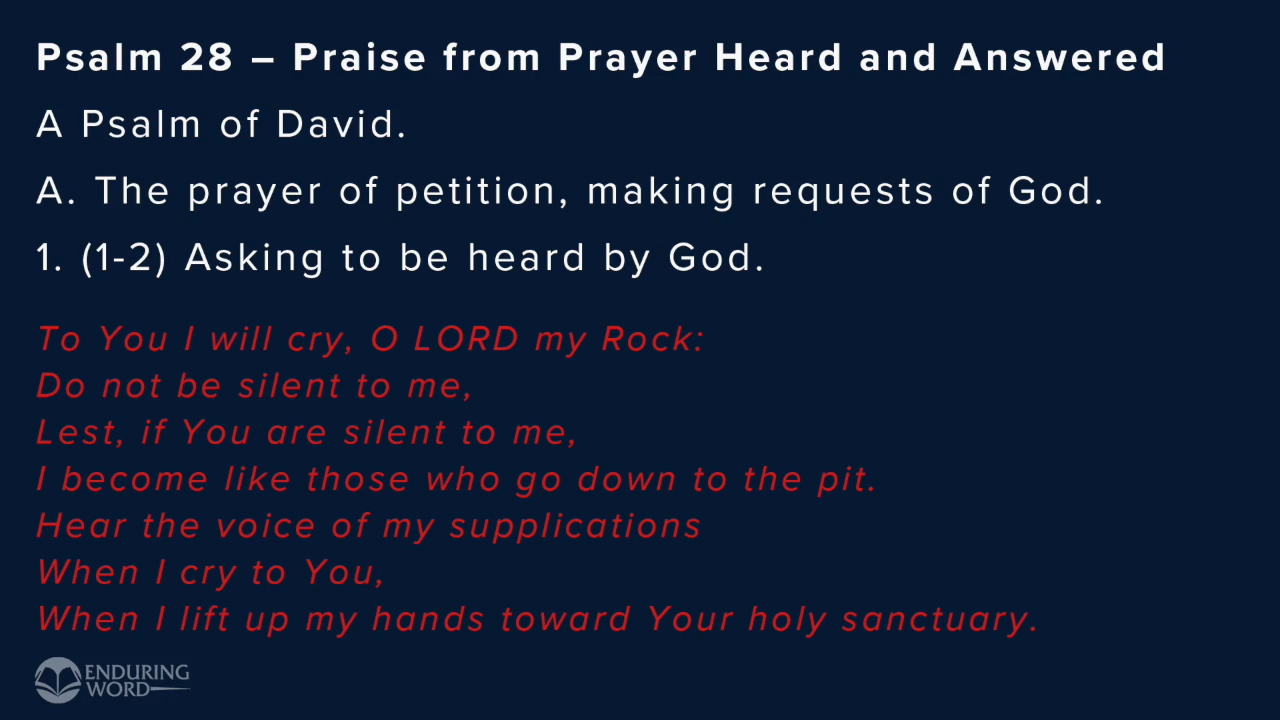 Psalm 28 – Praise from Prayer Heard and Answered
A Psalm of David.
A. The prayer of petition, making requests of God.
1. (1-2) Asking to be heard by God.
To You I will cry, O LORD my Rock:
Do not be silent to me,
Lest, if You are silent to me,
I become like those who go down to the pit.
Hear the voice of my supplications
When I cry to You,
When I lift up my hands toward Your holy sanctuary.
ENDURING
WORD